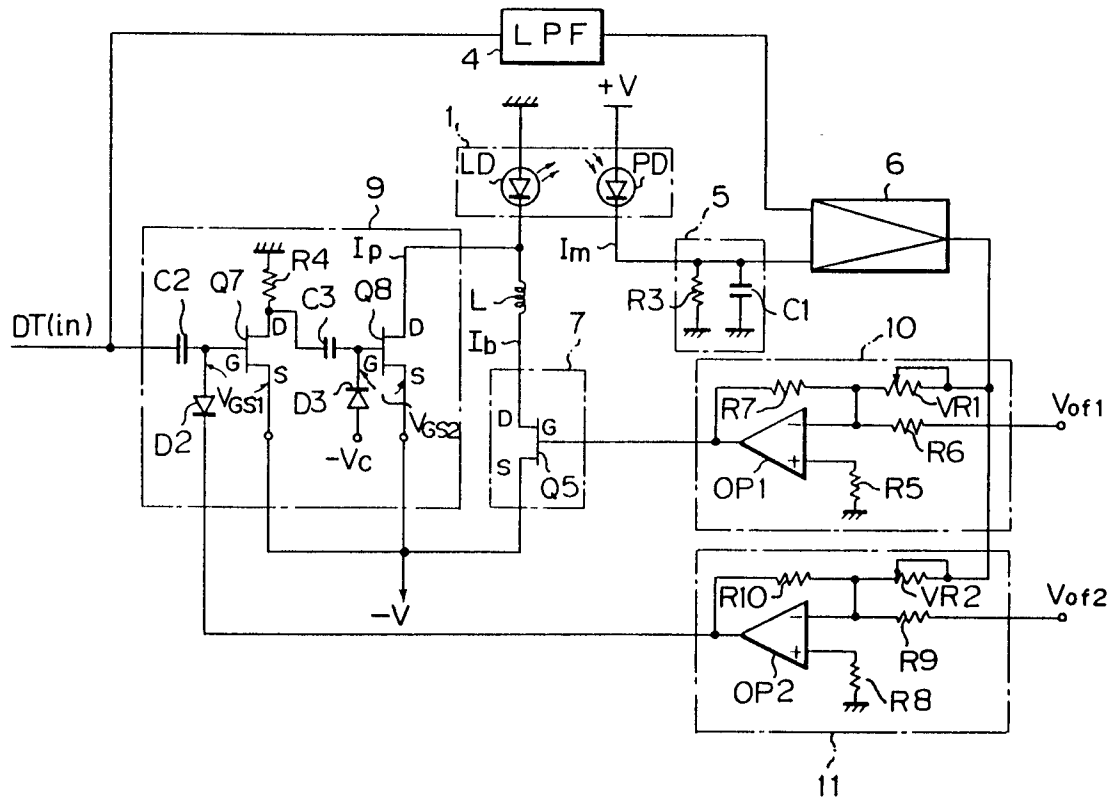 LPF
4
+V
1
LD
PD
6
9
5
Ip
Im
R4
Q7
C2
C3
Q8
L
R3
C1
DT(in)
D
D
Ib
7
10
G
G
S
S
VGS1
D3
VGS2
D2
-Vc
R7
VR1
Vof1
D
G
S
Q5
-
+
R6
OP1
R5
-V
R10
VR2
Vof2
-
+
R9
OP2
R8
11